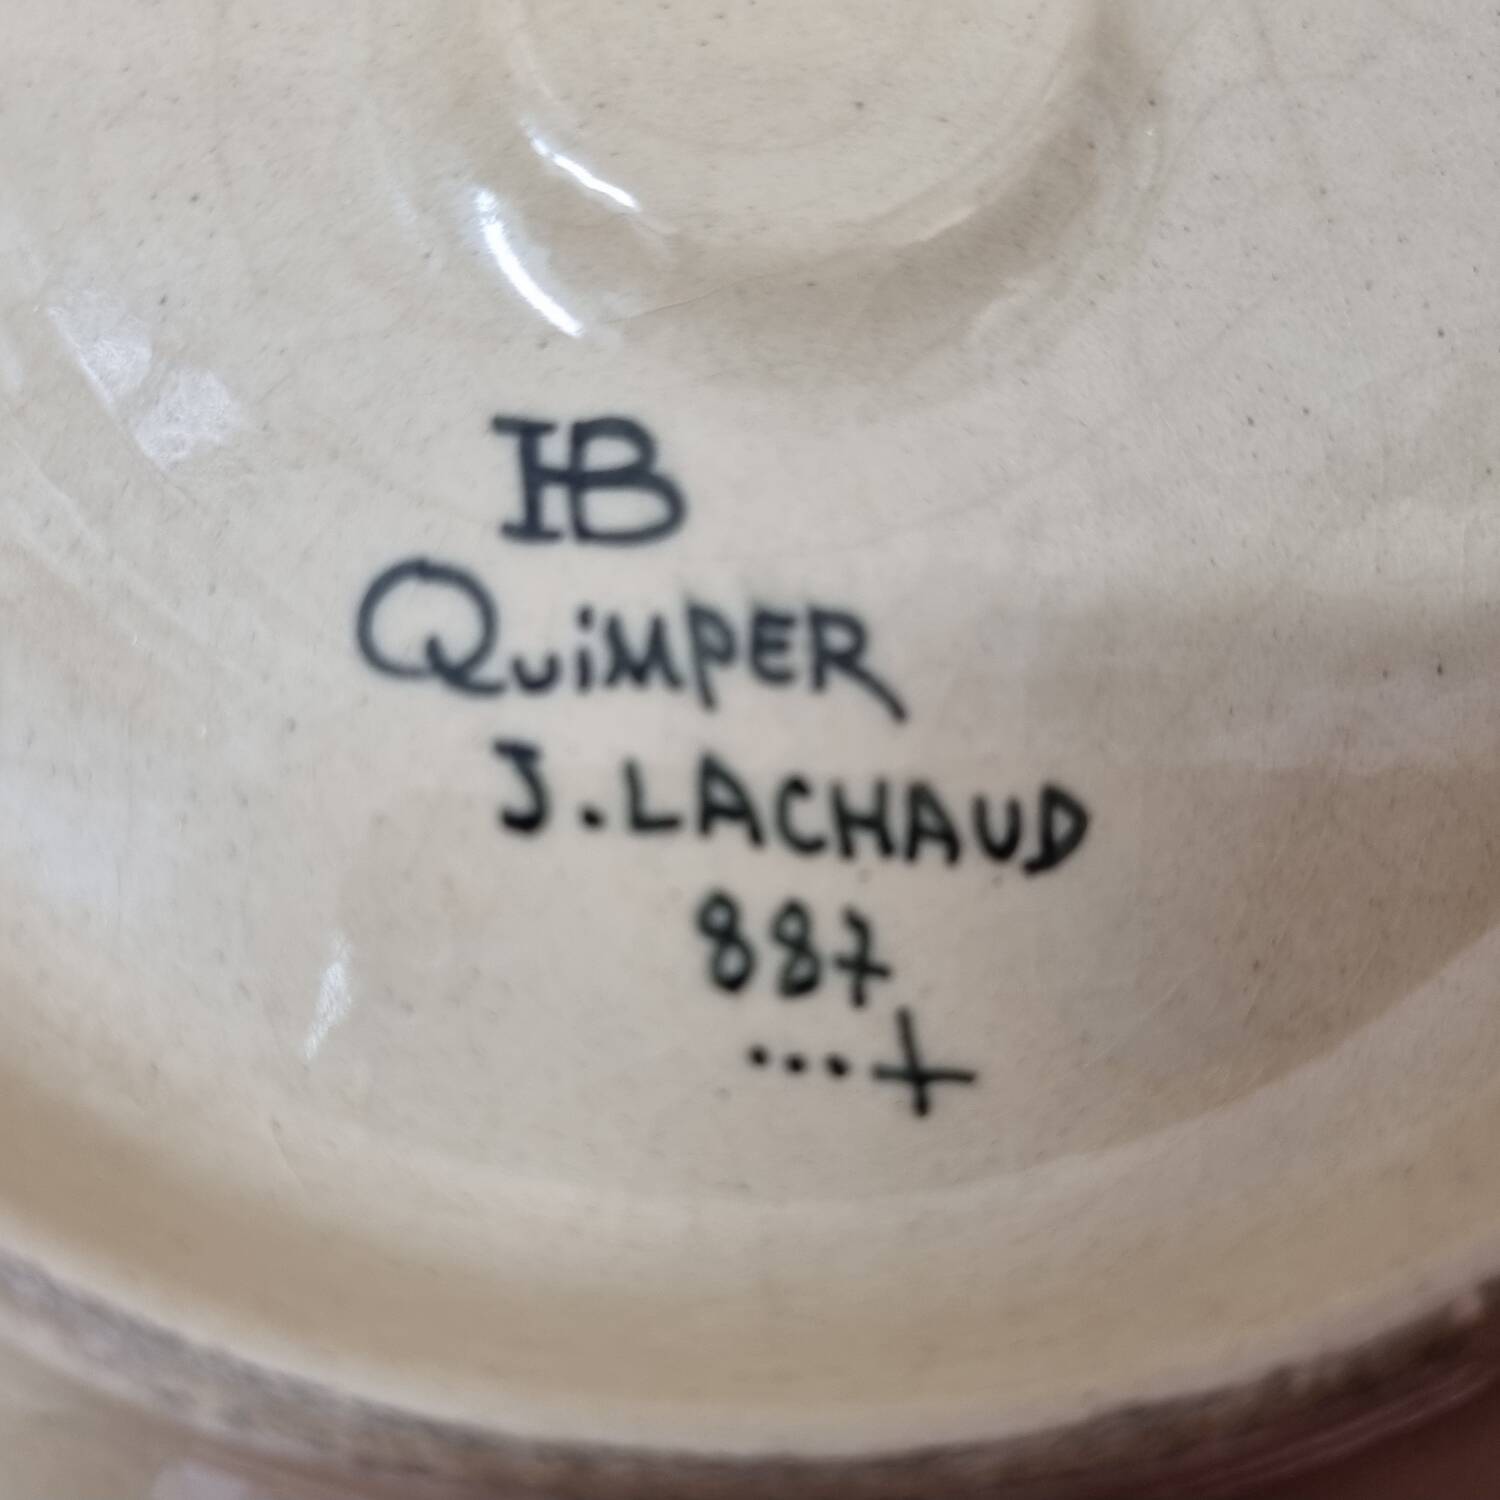 HB
QuiMPER
J. LACHAUD
887
...+